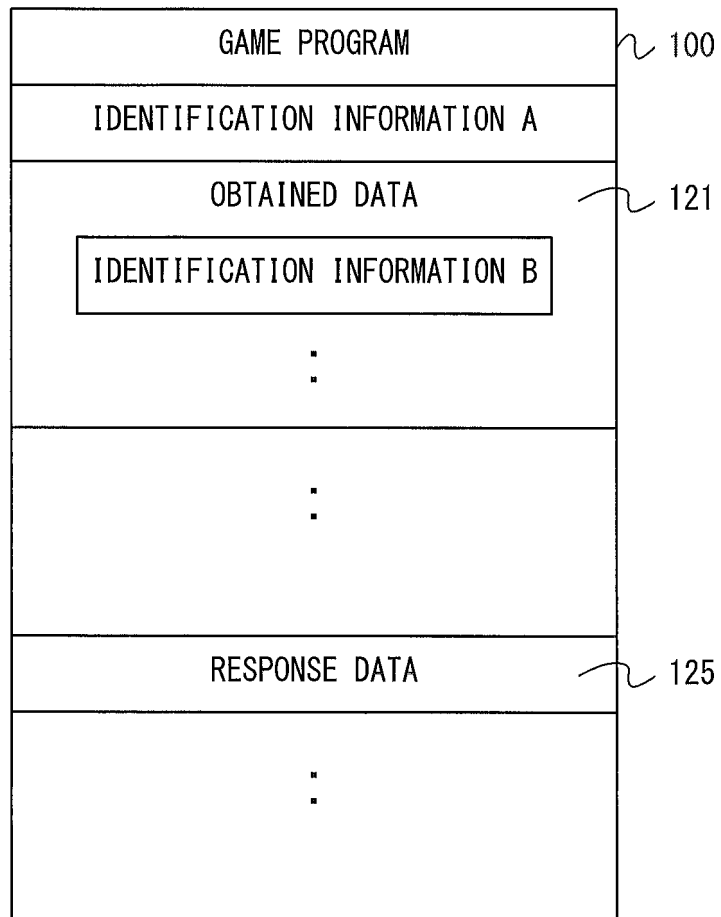 GAME PROGRAM 100
IDENTIFICATION INFORMATION A
OBTAINED DATA 121
IDENTIFICATION INFORMATION B
:
:
RESPONSE DATA 125
: